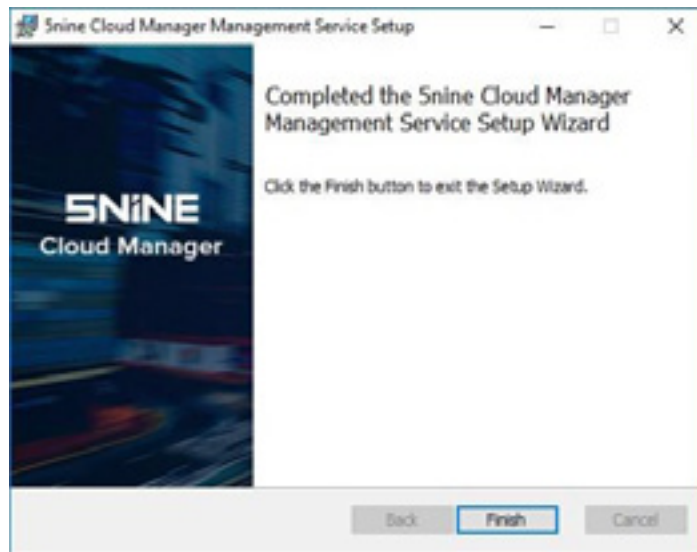 5nine Cloud Manager Management Service Setup
Completed the 5nine Cloud Manager
Management Service Setup Wizard
Click the Finish button to exit the Setup Wizard.
5NiNE
Cloud Manager
Back
Finish
Cancel